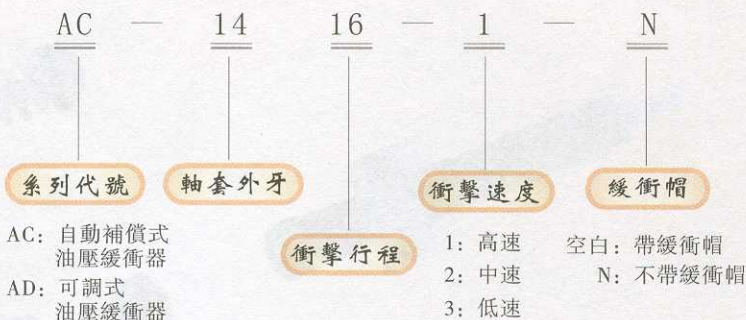 AC — 14 16 — 1 — N
系列代號
軸套外牙
衝擊行程
衝擊速度
緩衝帽
AC: 自動補償式
油壓緩衝器
AD: 可調式
油壓緩衝器
1: 高速
2: 中速
3: 低速
空白: 帶緩衝帽
N: 不帶緩衝帽